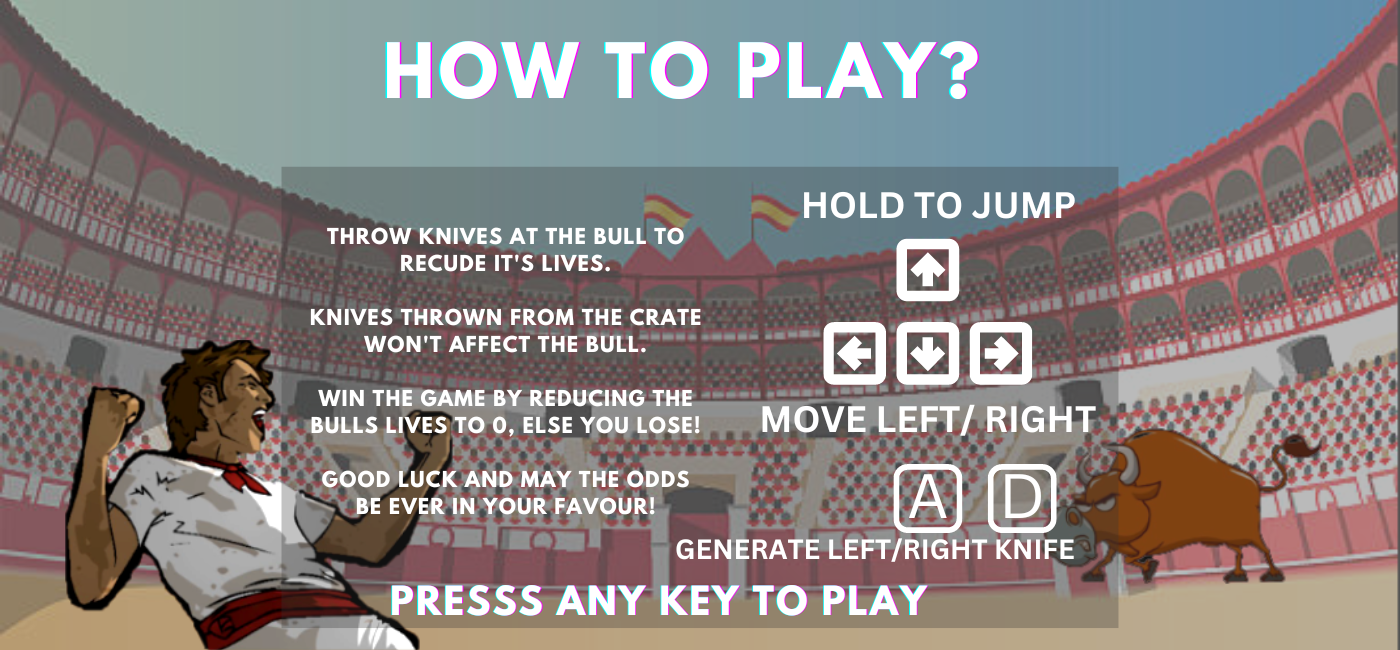 HOW TO PLAY?
THROW KNIVES AT THE BULL TO
RECUDE IT'S LIVES.
KNIVES THROWN FROM THE CRATE
WON'T AFFECT THE BULL.
WIN THE GAME BY REDUCING THE
BULLS LIVES TO 0, ELSE YOU LOSE!
GOOD LUCK AND MAY THE ODDS
BE EVER IN YOUR FAVOUR!
HOLD TO JUMP
MOVE LEFT/ RIGHT
A D
GENERATE LEFT/RIGHT KNIFE
PRESSS ANY KEY TO PLAY